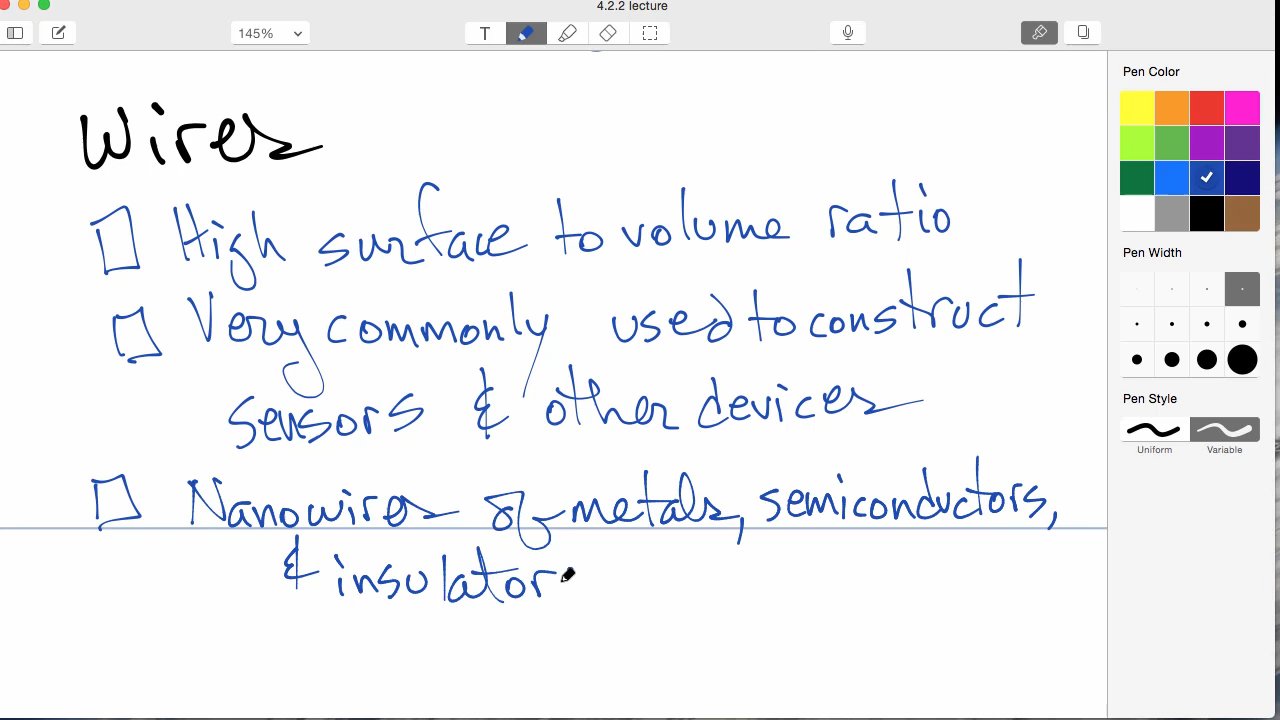 4.2.2 lecture
145%
T
Pen Color
Wires
High surface to volume ratio
Pen Width
Very commonly used to construct
sensors & other devices
Pen Style
Uniform Variable
Nanowires of metals, semiconductors,
& insulator